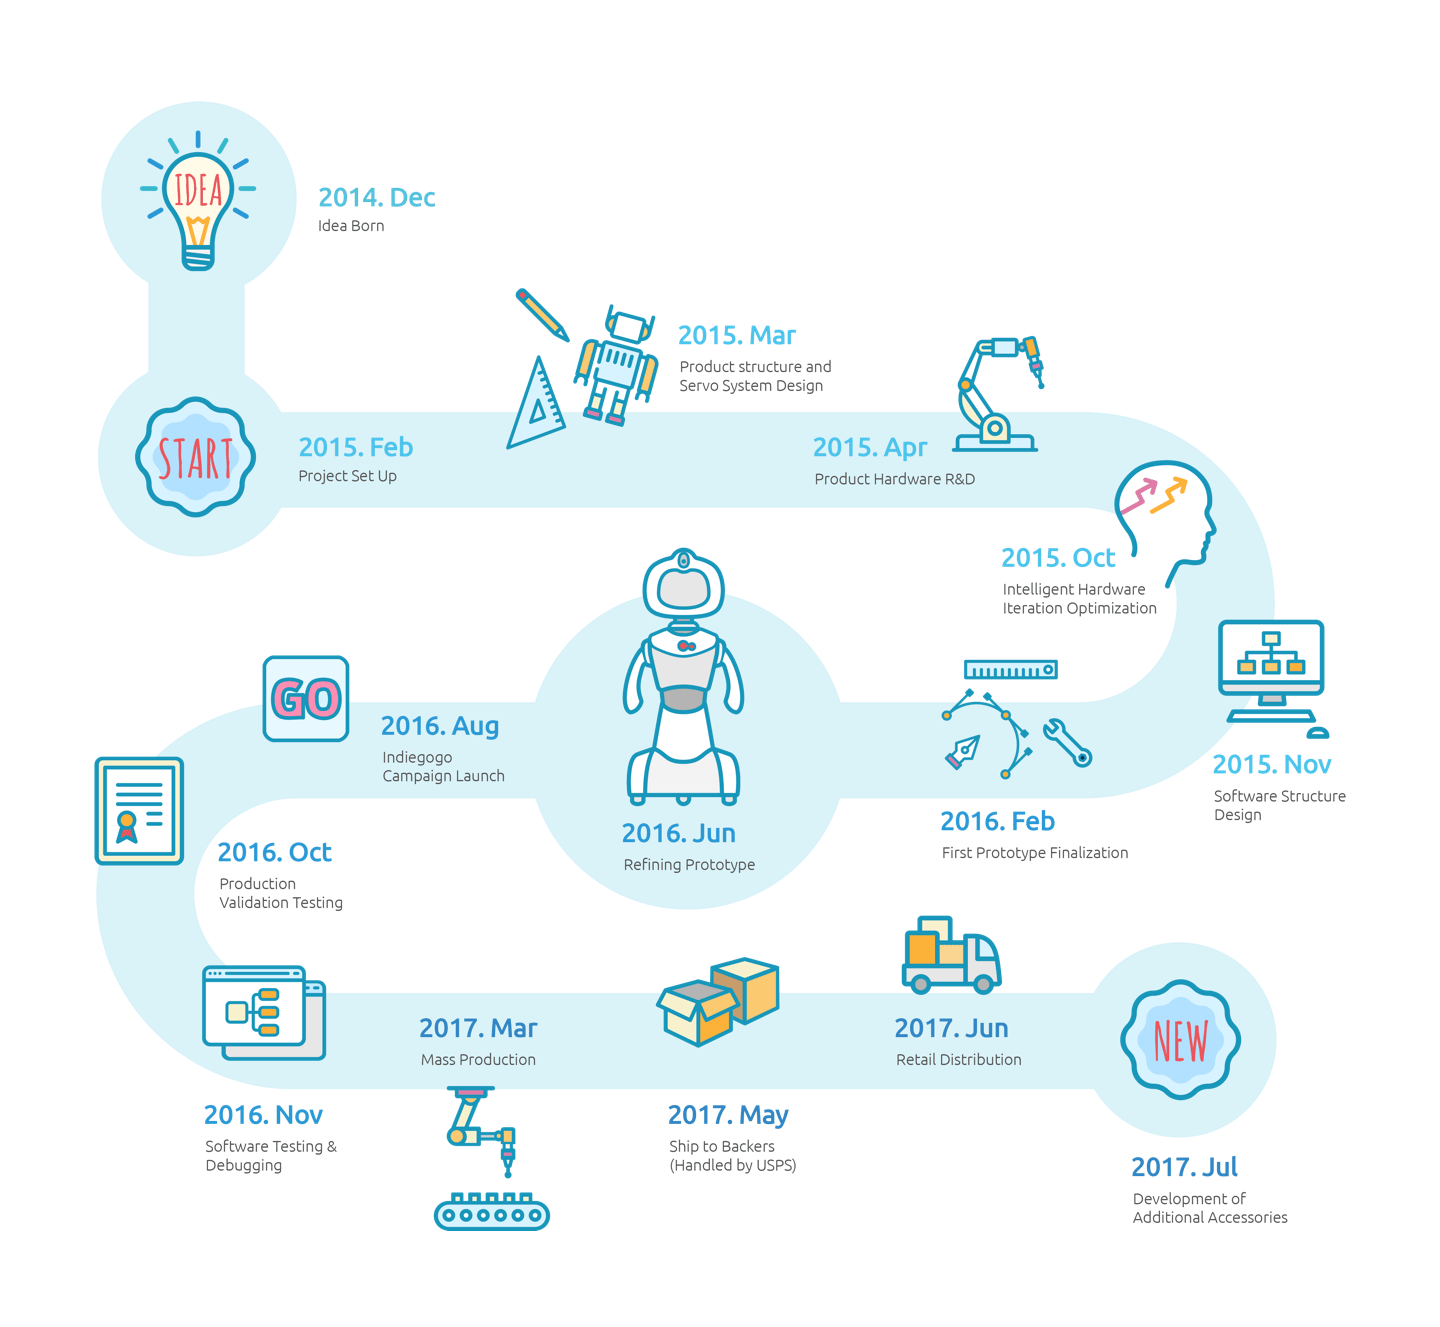 IDEA
2014. Dec
Idea Born
START
2015. Feb
Project Set Up
2015. Mar
Product structure and
Servo System Design
2015. Apr
Product Hardware R&D
2015. Oct
Intelligent Hardware
Iteration Optimization
2015. Nov
Software Structure
Design
2016. Feb
First Prototype Finalization
2016. Jun
Refining Prototype
GO
2016. Aug
Indiegogo
Campaign Launch
2016. Oct
Production
Validation Testing
2016. Nov
Software Testing &
Debugging
2017. Mar
Mass Production
2017. May
Ship to Backers
(Handled by USPS)
2017. Jun
Retail Distribution
NEW
2017. Jul
Development of
Additional Accessories